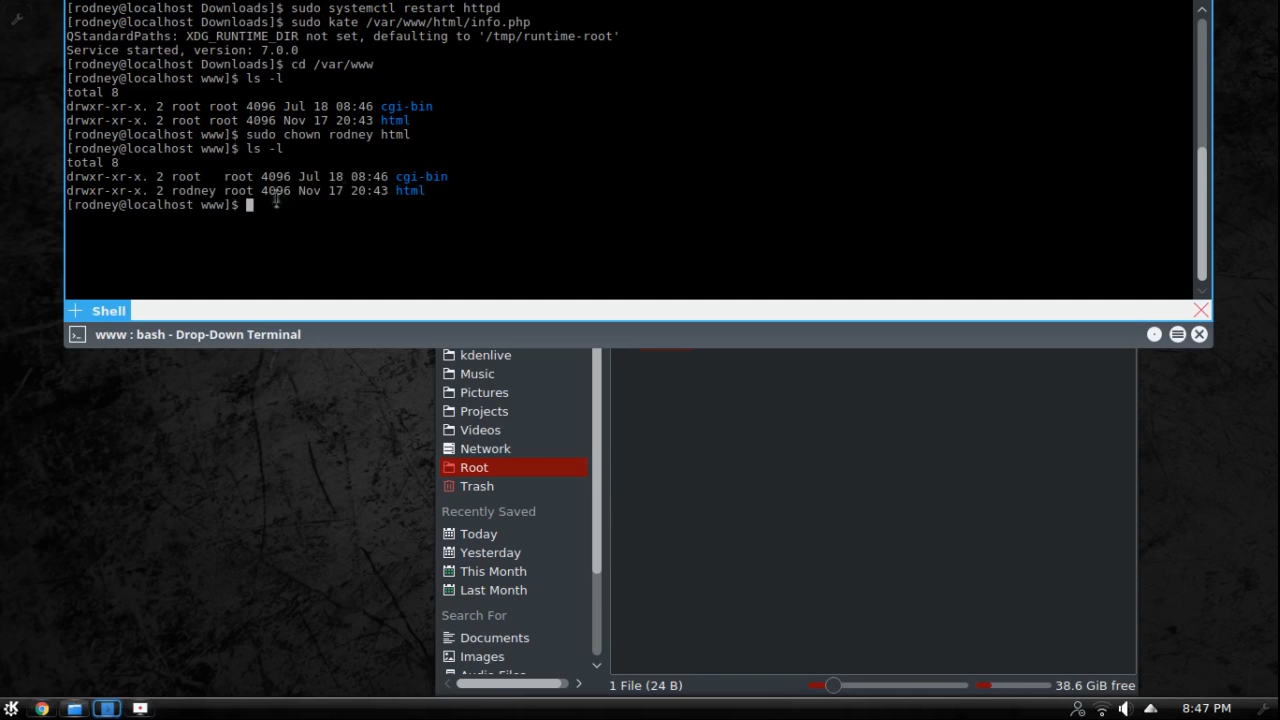 [rodney@localhost Downloads]$ sudo systemctl restart httpd
[rodney@localhost Downloads]$ sudo kate /var/www/html/info.php
QStandardPaths: XDG_RUNTIME_DIR not set, defaulting to '/tmp/runtime-root'
Service started, version: 7.0.0
[rodney@localhost Downloads]$ cd /var/www
[rodney@localhost www]$ ls -l
total 8
drwxr-xr-x. 2 root root 4096 Jul 18 08:46 cgi-bin
drwxr-xr-x. 2 root root 4096 Nov 17 20:43 html
[rodney@localhost www]$ sudo chown rodney html
[rodney@localhost www]$ ls -l
total 8
drwxr-xr-x. 2 root   root 4096 Jul 18 08:46 cgi-bin
drwxr-xr-x. 2 rodney root 4096 Nov 17 20:43 html
[rodney@localhost www]$
Shell
www : bash - Drop-Down Terminal
kdenlive
Music
Pictures
Projects
Videos
Network
Root
Trash
Recently Saved
Today
Yesterday
This Month
Last Month
Search For
Documents
Images
Audio Files
1 File (24 B)
38.6 GiB free
8:47 PM